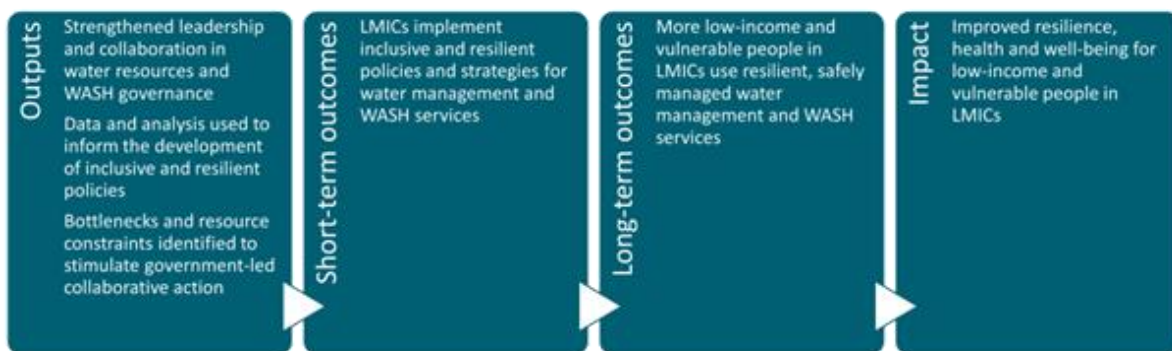 Outputs
Strengthened leadership
and collaboration in
water resources and
WASH governance
Data and analysis used to
inform the development
of inclusive and resilient
policies
Bottlenecks and resource
constraints identified to
stimulate government-led
collaborative action
Short-term outcomes
LMICs implement
inclusive and resilient
policies and strategies for
water management and
WASH services
Long-term outcomes
More low-income and
vulnerable people in
LMICs use resilient, safely
managed water
management and WASH
services
Impact
Improved resilience,
health and well-being for
low-income and
vulnerable people in
LMICs